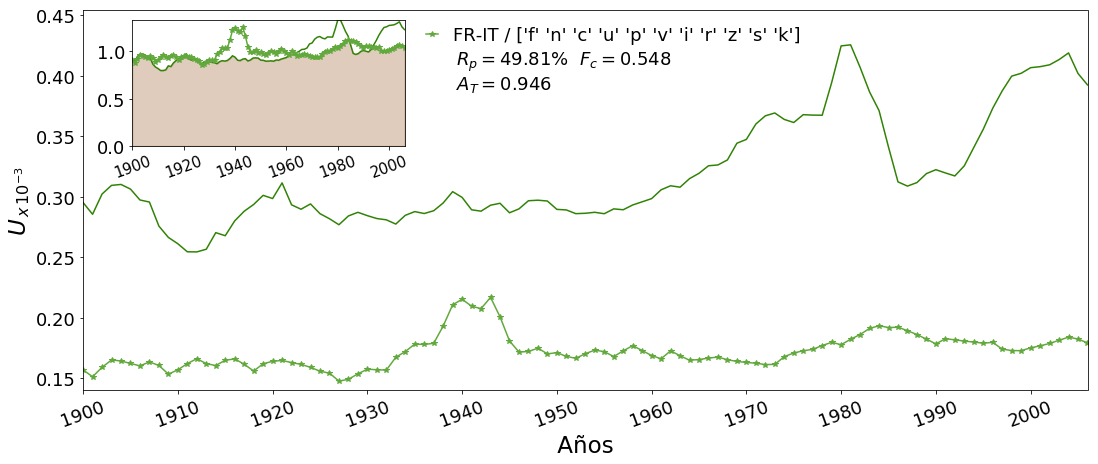 0.45
0.40
0.35
0.30
0.25
0.20
0.15
U x 10⁻³
1.0
0.5
0.0
1900 1920 1940 1960 1980 2000
FR-IT / ['f' 'n' 'c' 'u' 'p' 'v' 'i' 'r' 'z' 's' 'k']
R_p = 49.81% F_c = 0.548
A_T = 0.946
1900 1910 1920 1930 1940 1950 1960 1970 1980 1990 2000
Años